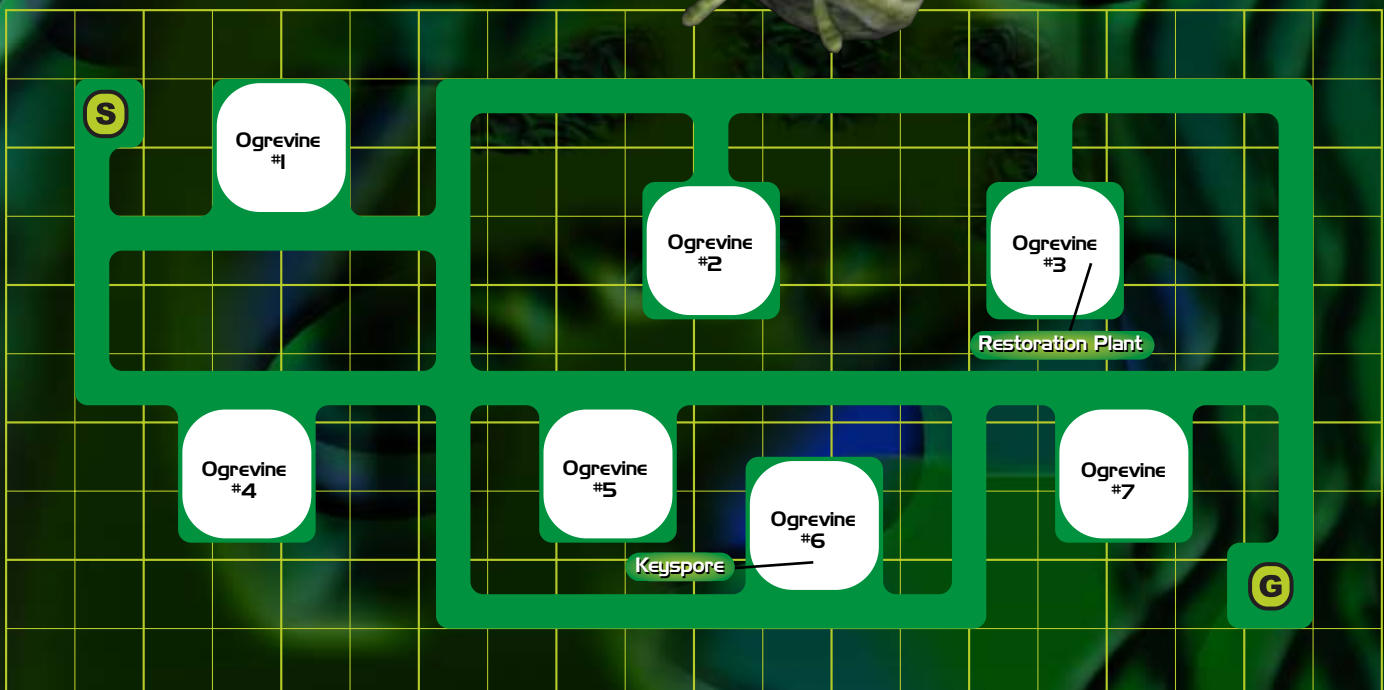 S
Ogrevine
#1
Ogrevine
#2
Ogrevine
#3
Restoration Plant
Ogrevine
#4
Ogrevine
#5
Ogrevine
#6
Keyspore
Ogrevine
#7
G